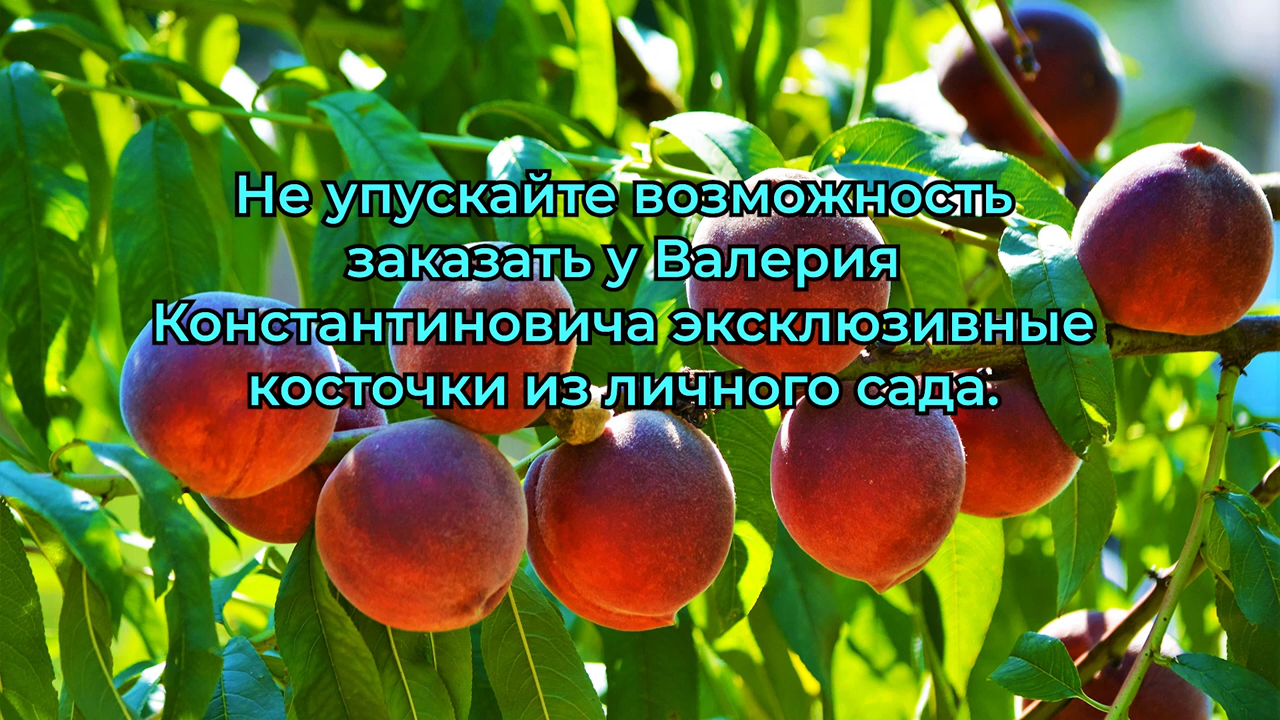 Не упускайте возможность
заказать у Валерия
Константиновича эксклюзивные
косточки из личного сада.